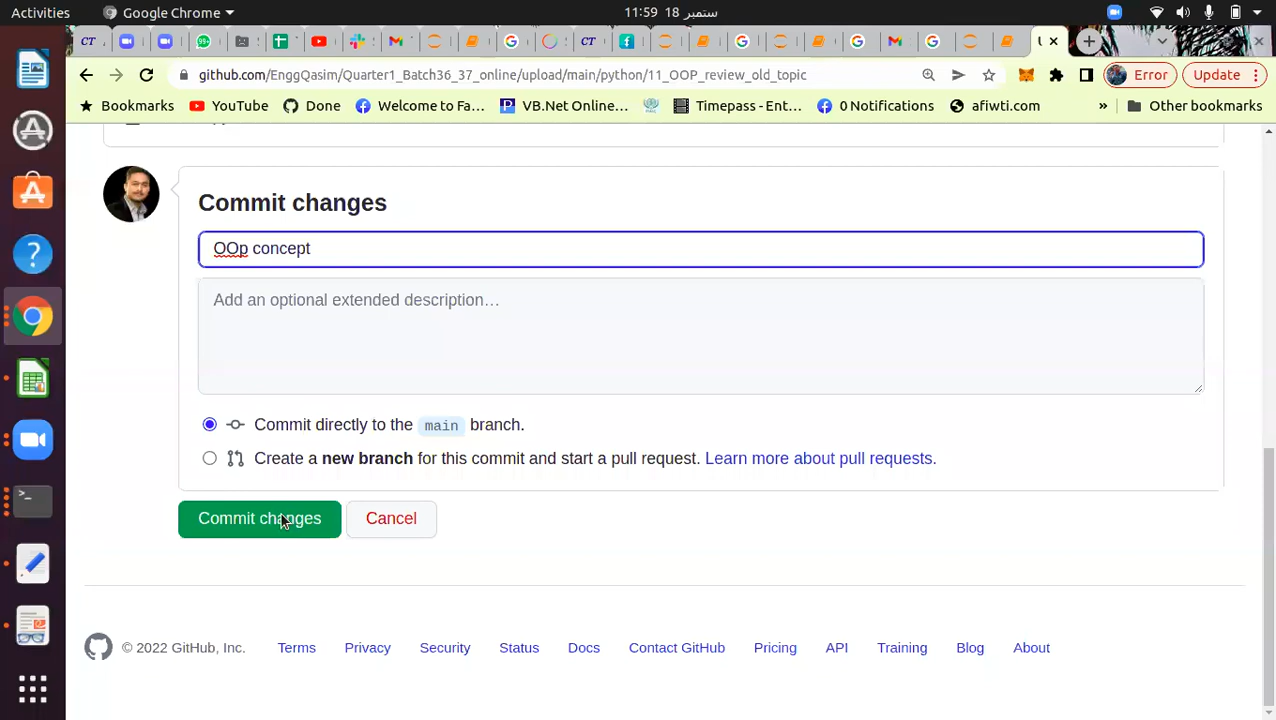 Activities
Google Chrome
11:59 18 ستمبر
CT
CT
U
github.com/EnggQasim/Quarter1_Batch36_37_online/upload/main/python/11_OOP_review_old_topic
Error
Update
Bookmarks
YouTube
Done
Welcome to Fa...
VB.Net Online...
Timepass - Ent...
0 Notifications
afiwti.com
»
Other bookmarks
Commit changes
OOp concept
Add an optional extended description…
Commit directly to the main branch.
Create a new branch for this commit and start a pull request. Learn more about pull requests.
Commit changes
Cancel
© 2022 GitHub, Inc.
Terms
Privacy
Security
Status
Docs
Contact GitHub
Pricing
API
Training
Blog
About